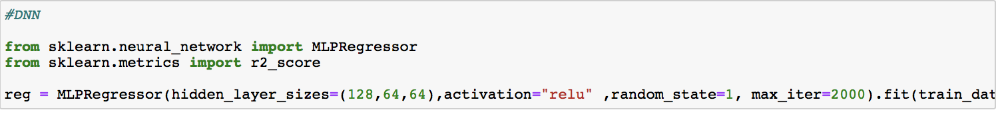 #DNN
from sklearn.neural_network import MLPRegressor
from sklearn.metrics import r2_score
reg = MLPRegressor(hidden_layer_sizes=(128,64,64),activation="relu" ,random_state=1, max_iter=2000).fit(train_dat